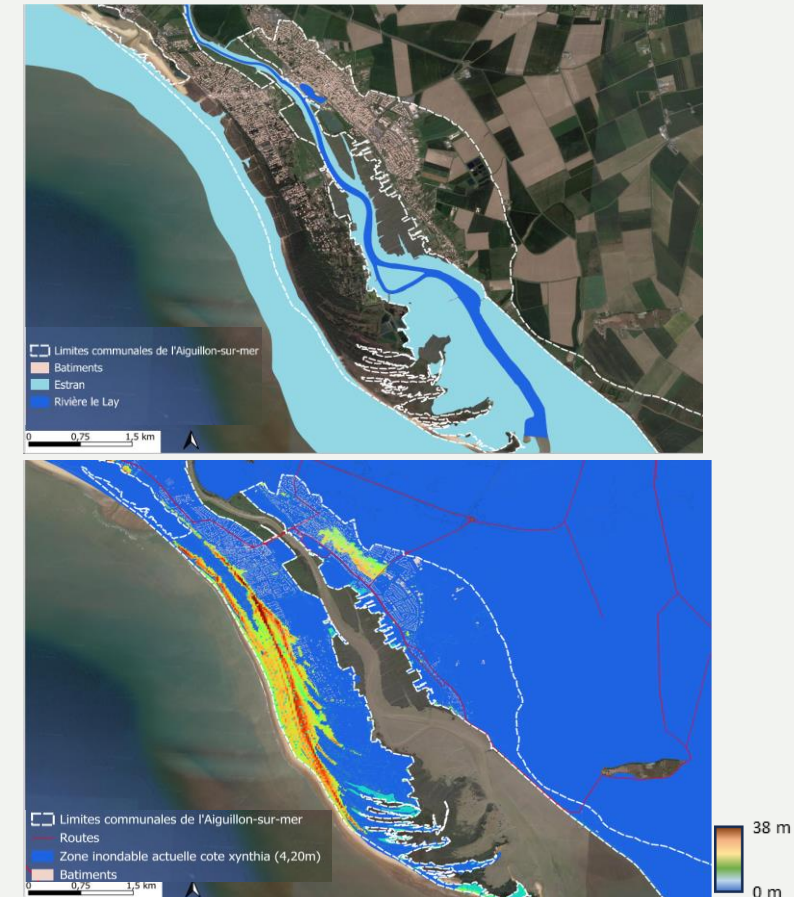 Limites communales de l'Aiguillon-sur-mer
Batiments
Estran
Rivière le Lay
0 0,75 1,5 km
Limites communales de l'Aiguillon-sur-mer
Routes
Zone inondable actuelle cote xynthia (4,20m)
Batiments
0 0,75 1,5 km
38 m
0 m